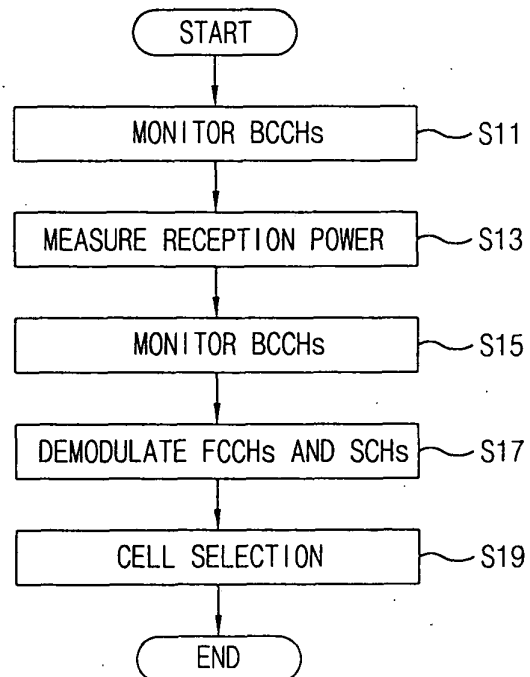 START
MONITOR BCCHs
S11
MEASURE RECEPTION POWER
S13
MONITOR BCCHs
S15
DEMODULATE FCCHs AND SCHs
S17
CELL SELECTION
S19
END